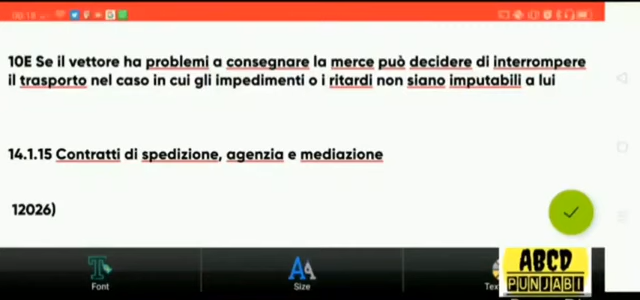 00:18
10E Se il vettore ha problemi a consegnare la merce può decidere di interrompere
il trasporto nel caso in cui gli impedimenti o i ritardi non siano imputabili a lui
14.1.15 Contratti di spedizione, agenzia e mediazione
12026)
Font
Size
ABCD
PUNJABI